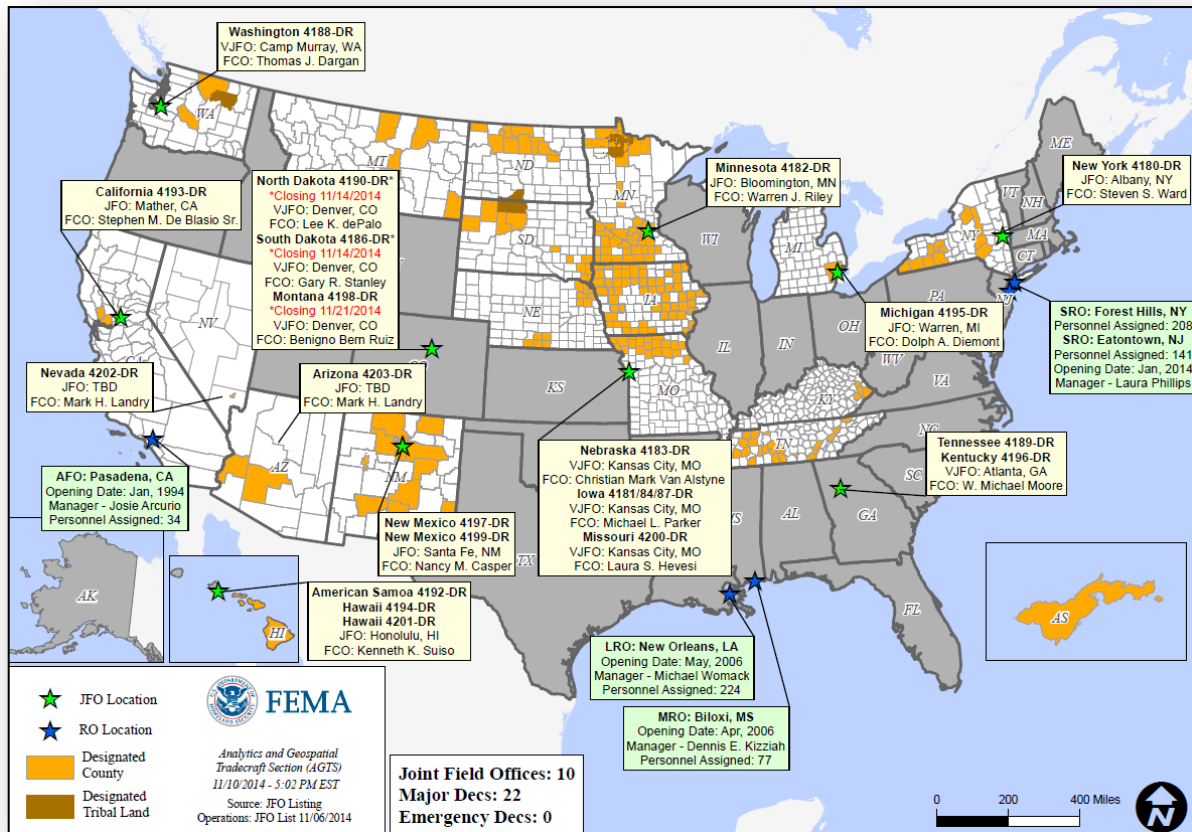 Washington 4188-DR
VJFO: Camp Murray, WA
FCO: Thomas J. Dargan
California 4193-DR
JFO: Mather, CA
FCO: Stephen M. De Blasio Sr.
North Dakota 4190-DR*
*Closing 11/14/2014
VJFO: Denver, CO
FCO: Lee K. dePalo
South Dakota 4186-DR*
*Closing 11/14/2014
VJFO: Denver, CO
FCO: Gary R. Stanley
Montana 4198-DR
*Closing 11/21/2014
VJFO: Denver, CO
FCO: Benigno Bern Ruiz
Minnesota 4182-DR
JFO: Bloomington, MN
FCO: Warren J. Riley
New York 4180-DR
JFO: Albany, NY
FCO: Steven S. Ward
Michigan 4195-DR
JFO: Warren, MI
FCO: Dolph A. Diemont
SRO: Forest Hills, NY
Personnel Assigned: 208
SRO: Eatontown, NJ
Personnel Assigned: 141
Opening Date: Jan, 2014
Manager - Laura Phillips
Nevada 4202-DR
JFO: TBD
FCO: Mark H. Landry
Arizona 4203-DR
JFO: TBD
FCO: Mark H. Landry
AFO: Pasadena, CA
Opening Date: Jan, 1994
Manager - Josie Arcurio
Personnel Assigned: 34
New Mexico 4197-DR
New Mexico 4199-DR
JFO: Santa Fe, NM
FCO: Nancy M. Casper
Nebraska 4183-DR
VJFO: Kansas City, MO
FCO: Christian Mark Van Alstyne
Iowa 4181/84/87-DR
VJFO: Kansas City, MO
FCO: Michael L. Parker
Missouri 4200-DR
VJFO: Kansas City, MO
FCO: Laura S. Hevesi
Tennessee 4189-DR
Kentucky 4196-DR
VJFO: Atlanta, GA
FCO: W. Michael Moore
American Samoa 4192-DR
Hawaii 4194-DR
Hawaii 4201-DR
JFO: Honolulu, HI
FCO: Kenneth K. Suiso
LRO: New Orleans, LA
Opening Date: May, 2006
Manager - Michael Womack
Personnel Assigned: 224
MRO: Biloxi, MS
Opening Date: Apr, 2006
Manager - Dennis E. Kizziah
Personnel Assigned: 77
WA
MT
ND
MN
SD
WI
MI
NY
VT
NH
ME
MA
CT
NJ
PA
NE
IA
IL
IN
OH
WV
VA
NV
CA
KS
MO
KY
TN
NC
SC
AZ
NM
TX
AL
GA
FL
AK
HI
AS
JFO Location
RO Location
Designated
County
Designated
Tribal Land
FEMA
Analytics and Geospatial
Tradecraft Section (AGTS)
11/10/2014 - 5:02 PM EST
Source: JFO Listing
Operations: JFO List 11/06/2014
Joint Field Offices: 10
Major Decs: 22
Emergency Decs: 0
0 200 400 Miles
N